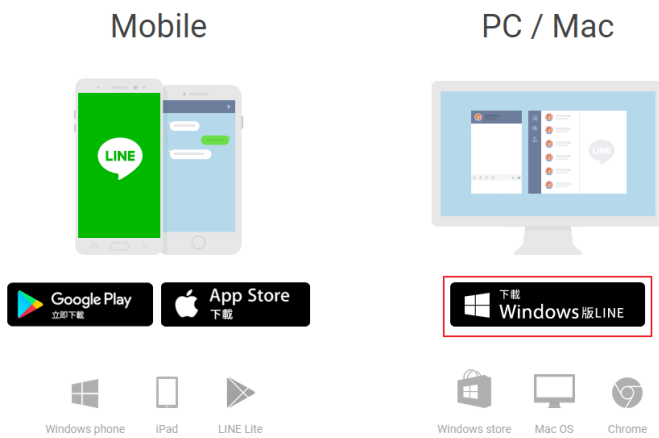 Mobile
PC / Mac
LINE
LINE
Google Play
立即下載
App Store
下載
下載
Windows版LINE
Windows phone
iPad
LINE Lite
Windows store
Mac OS
Chrome